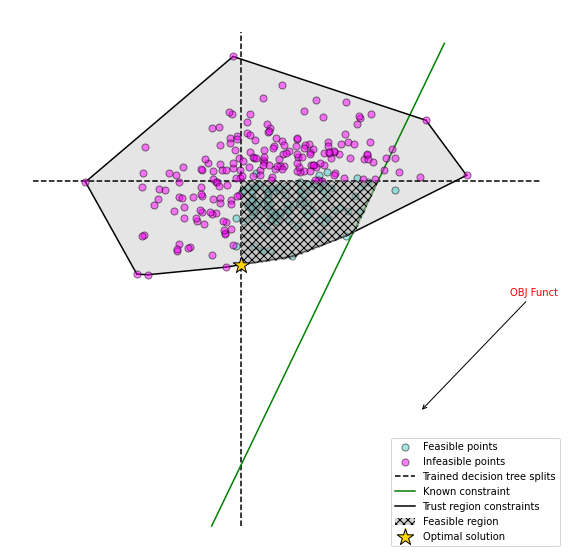 OBJ Funct
Feasible points
Infeasible points
Trained decision tree splits
Known constraint
Trust region constraints
Feasible region
Optimal solution